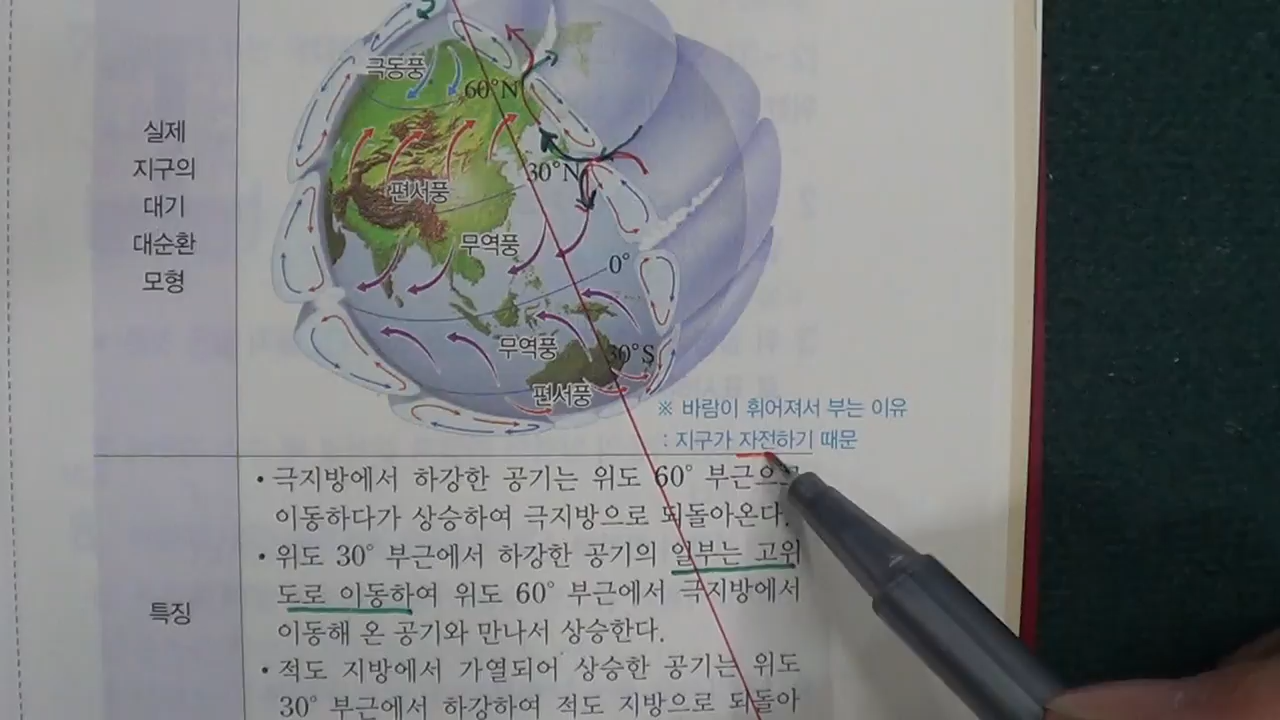 실제
지구의
대기
대순환
모형
극동풍
60°N
30°N
편서풍
무역풍
0°
무역풍
30°S
편서풍
※ 바람이 휘어져서 부는 이유
: 지구가 자전하기 때문
특징
• 극지방에서 하강한 공기는 위도 60° 부근으로
이동하다가 상승하여 극지방으로 되돌아온다.
• 위도 30° 부근에서 하강한 공기의 일부는 고위
도로 이동하여 위도 60° 부근에서 극지방에서
이동해 온 공기와 만나서 상승한다.
• 적도 지방에서 가열되어 상승한 공기는 위도
30° 부근에서 하강하여 적도 지방으로 되돌아